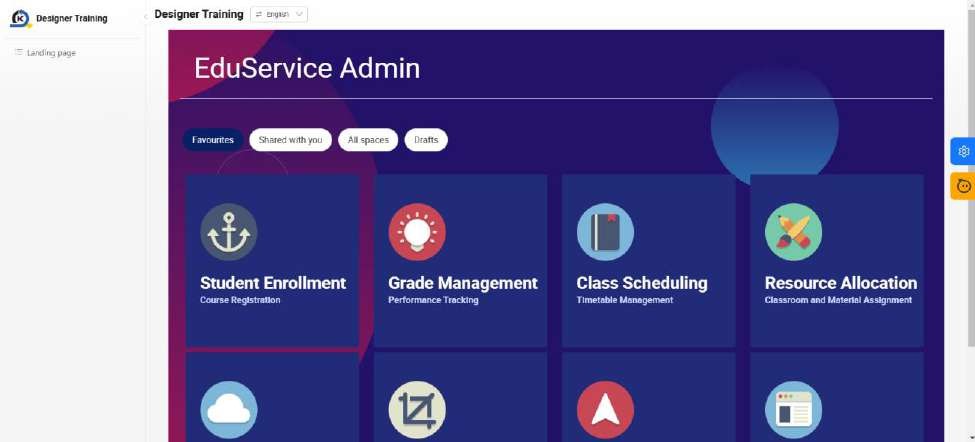 Designer Training
Designer Training
English
Landing page
EduService Admin
Favourites
Shared with you
All spaces
Drafts
Student Enrollment
Course Registration
Grade Management
Performance Tracking
Class Scheduling
Timetable Management
Resource Allocation
Classroom and Material Assignment